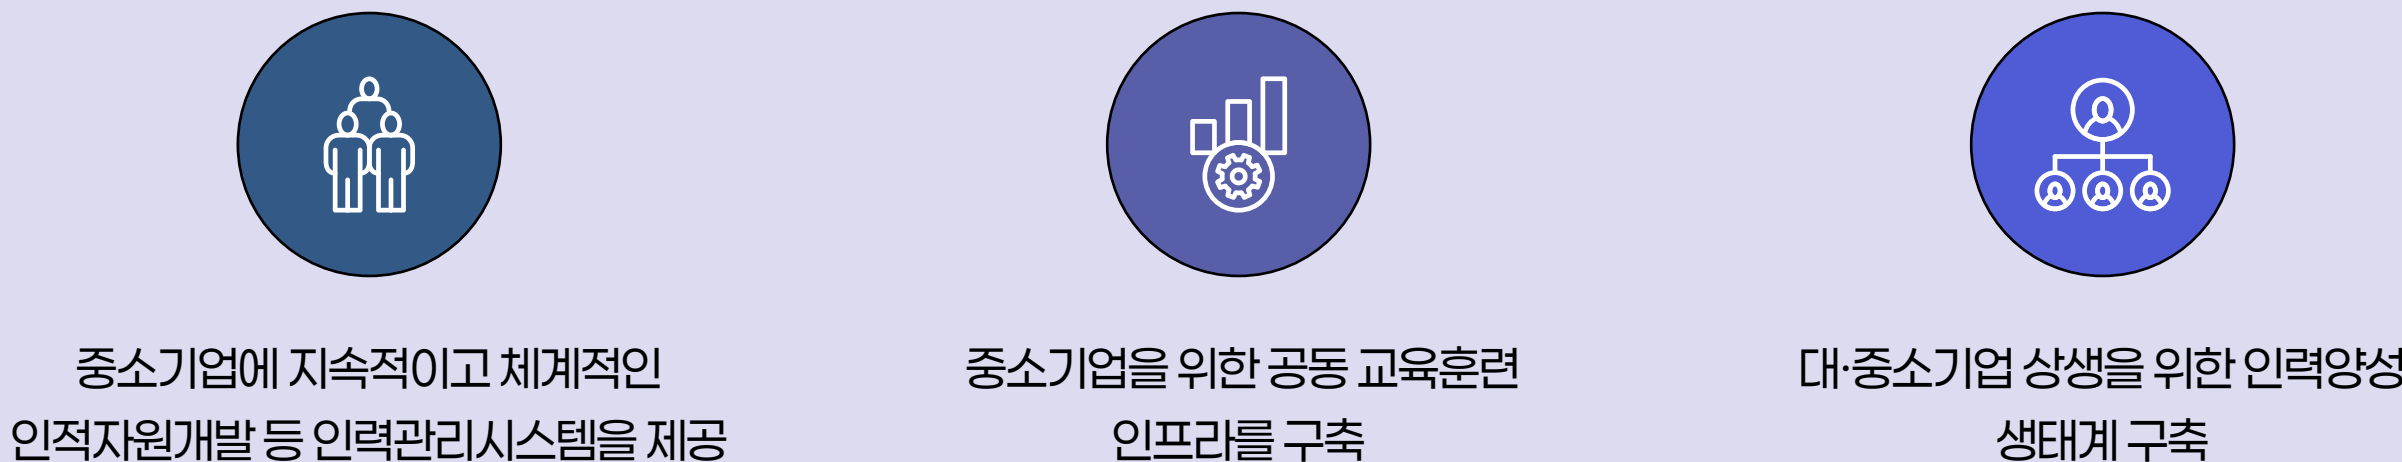 중소기업에 지속적이고 체계적인
인적자원개발 등 인력관리시스템을 제공
중소기업을 위한 공동 교육훈련
인프라를 구축
대·중소기업 상생을 위한 인력양성
생태계 구축